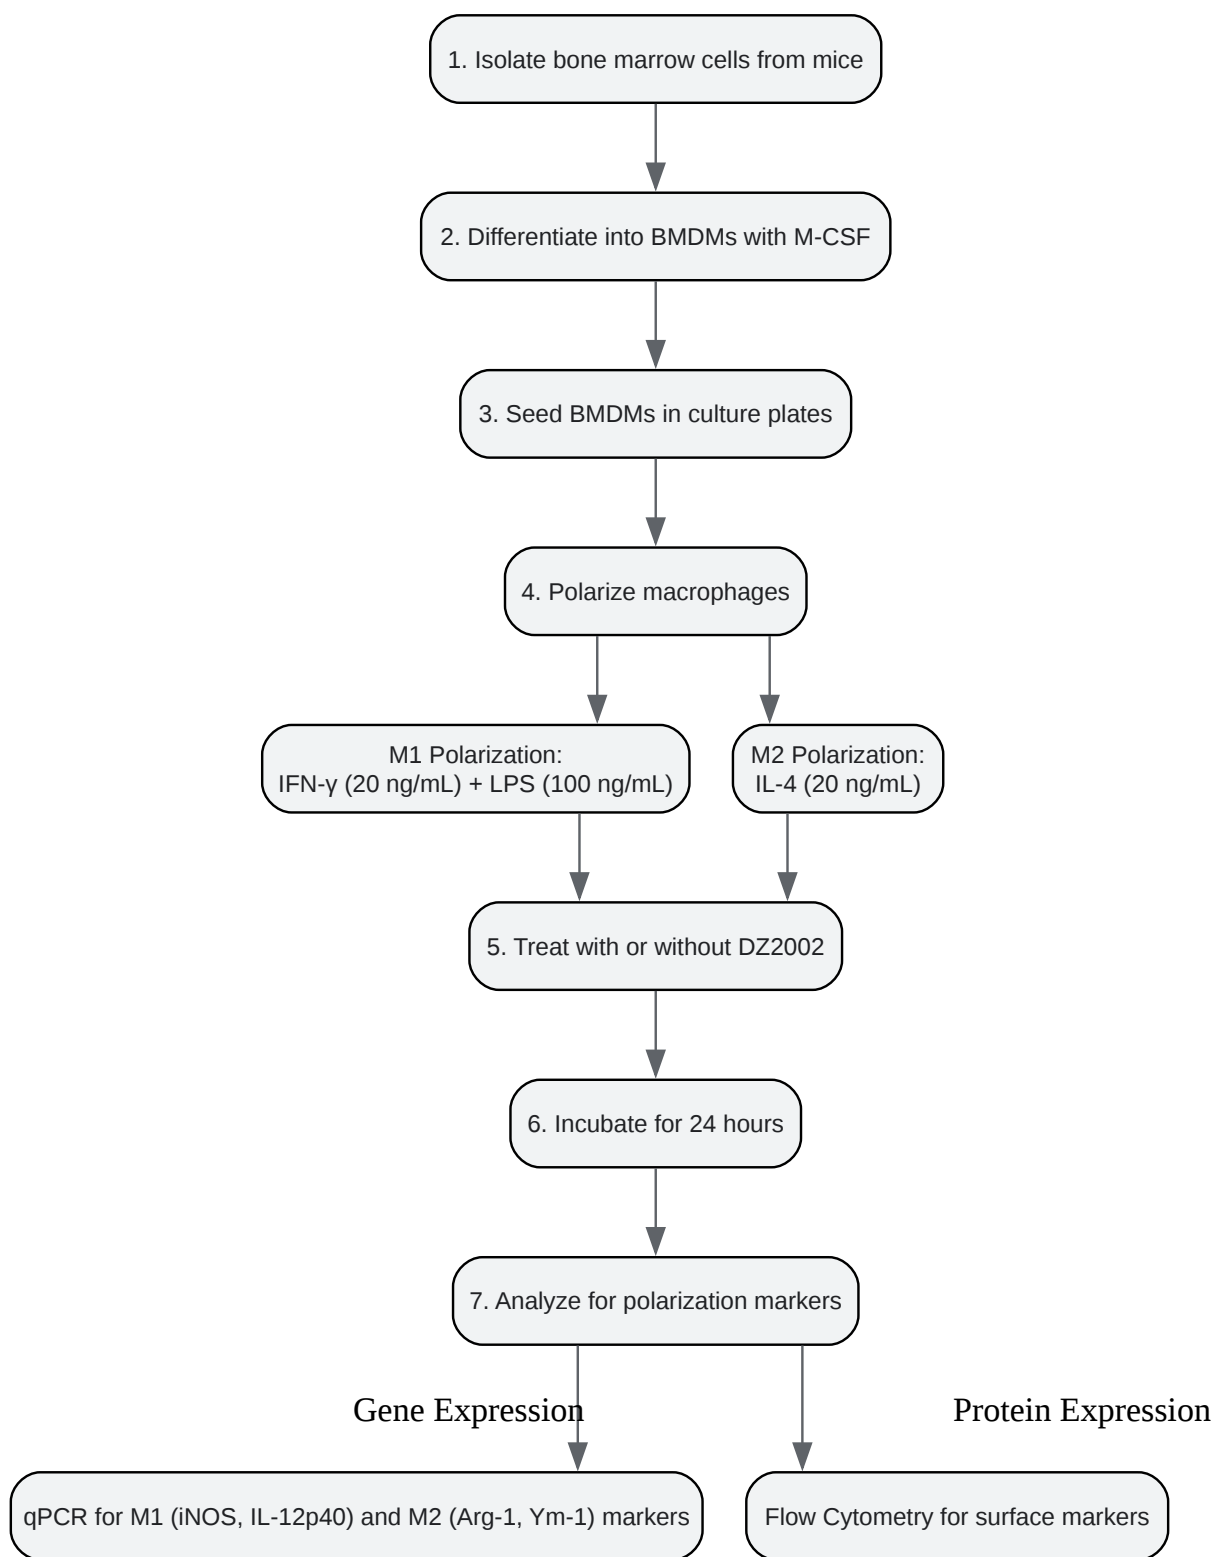 1. Isolate bone marrow cells from mice
2. Differentiate into BMDMs with M-CSF
3. Seed BMDMs in culture plates
4. Polarize macrophages
M1 Polarization:
IFN-γ (20 ng/mL) + LPS (100 ng/mL)
M2 Polarization:
IL-4 (20 ng/mL)
5. Treat with or without DZ2002
6. Incubate for 24 hours
7. Analyze for polarization markers
Gene Expression
Protein Expression
qPCR for M1 (iNOS, IL-12p40) and M2 (Arg-1, Ym-1) markers
Flow Cytometry for surface markers